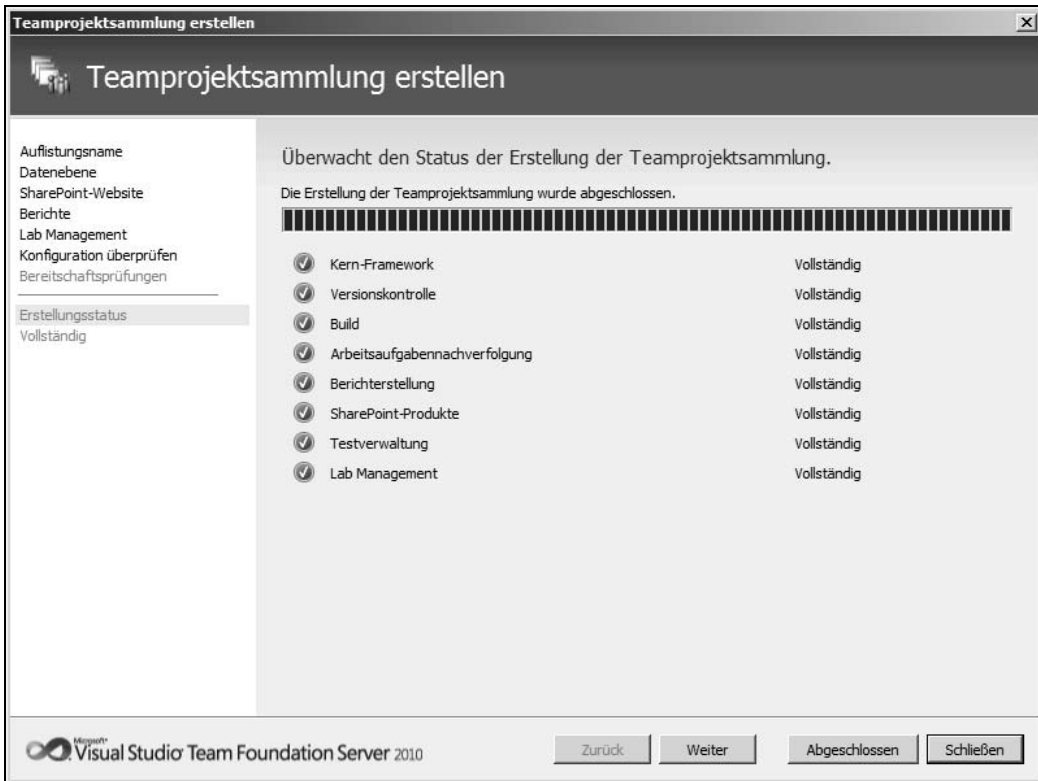 Teamprojektsammlung erstellen
Teamprojektsammlung erstellen
Auflistungsname
Datenebene
SharePoint-Website
Berichte
Lab Management
Konfiguration überprüfen
Bereitschaftsprüfungen
Erstellungsstatus
Vollständig
Überwacht den Status der Erstellung der Teamprojektsammlung.
Die Erstellung der Teamprojektsammlung wurde abgeschlossen.
Kern-Framework Vollständig
Versionskontrolle Vollständig
Build Vollständig
Arbeitsaufgabennachverfolgung Vollständig
Berichterstellung Vollständig
SharePoint-Produkte Vollständig
Testverwaltung Vollständig
Lab Management Vollständig
Microsoft®
Visual Studio Team Foundation Server 2010
Zurück Weiter Abgeschlossen Schließen